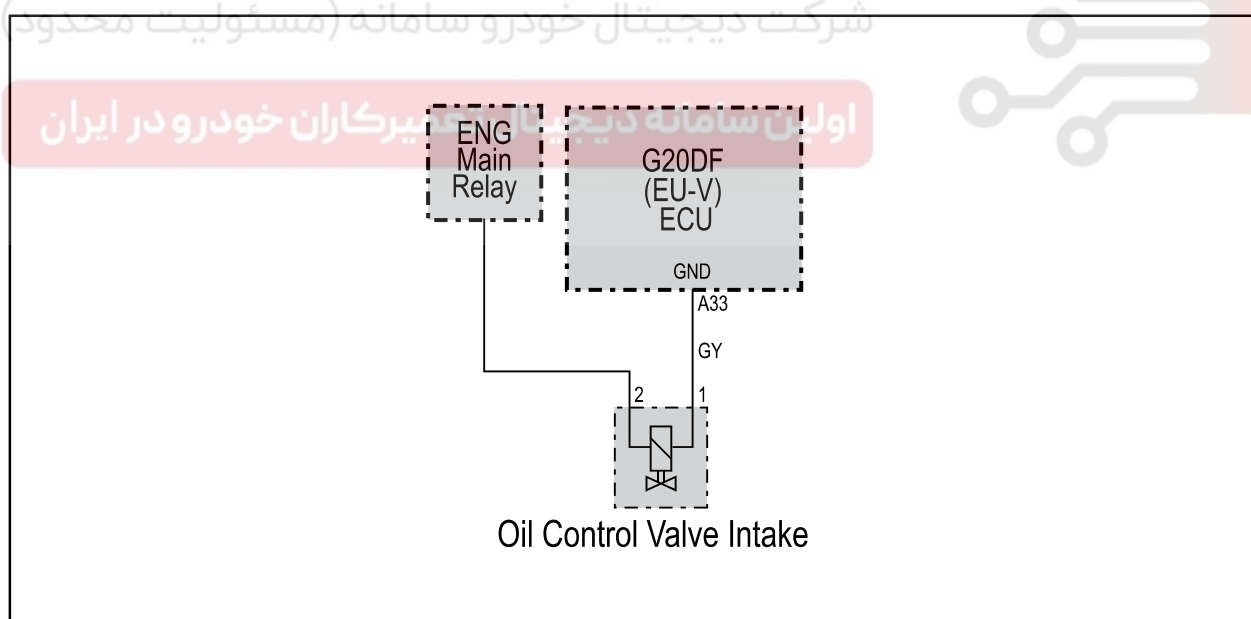 شرکت دیجیتال خودرو سامانه (مسئولیت محدود)
اولین سامانه دیجیتال تعمیرکاران خودرو در ایران
ENG
Main
Relay
G20DF
(EU-V)
ECU
GND
A33
GY
2
1
Oil Control Valve Intake